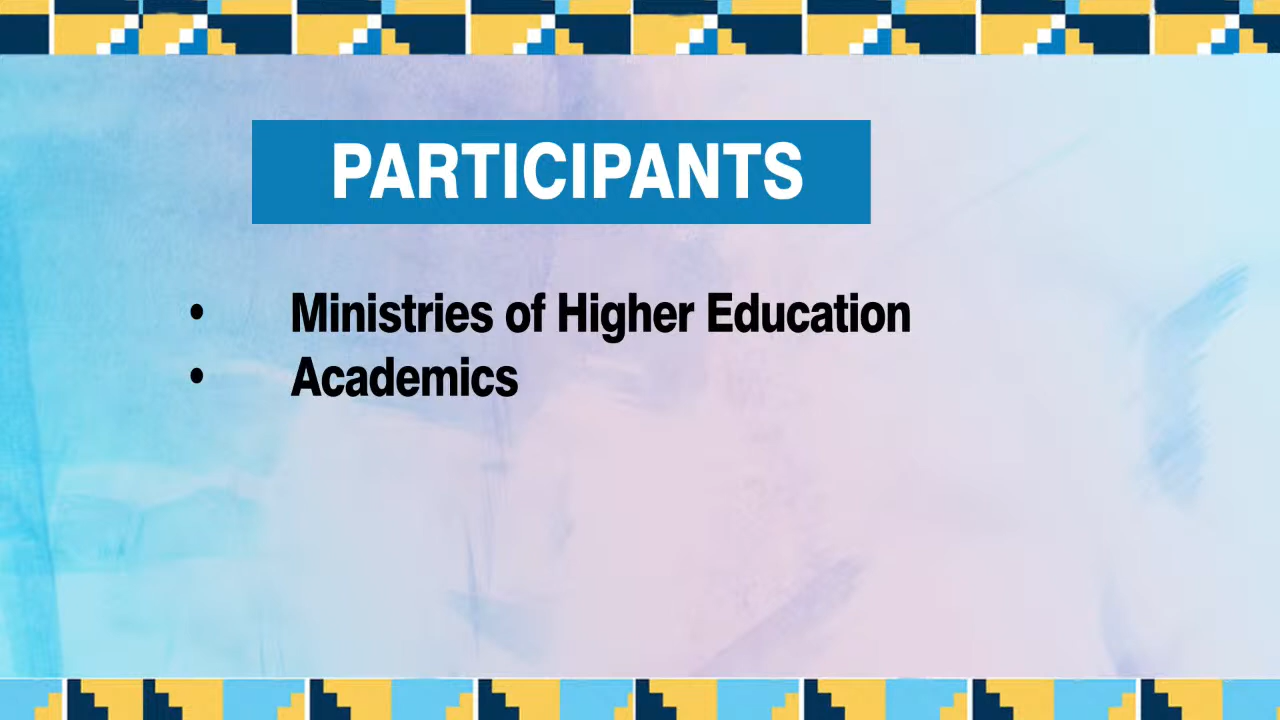 PARTICIPANTS
• Ministries of Higher Education
• Academics